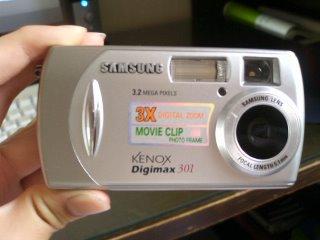 SAMSUNG
3.2 MEGA PIXELS
3X DIGITAL ZOOM
MOVIE CLIP
PHOTO FRAME
KENOX
Digimax 301
SAMSUNG LENS